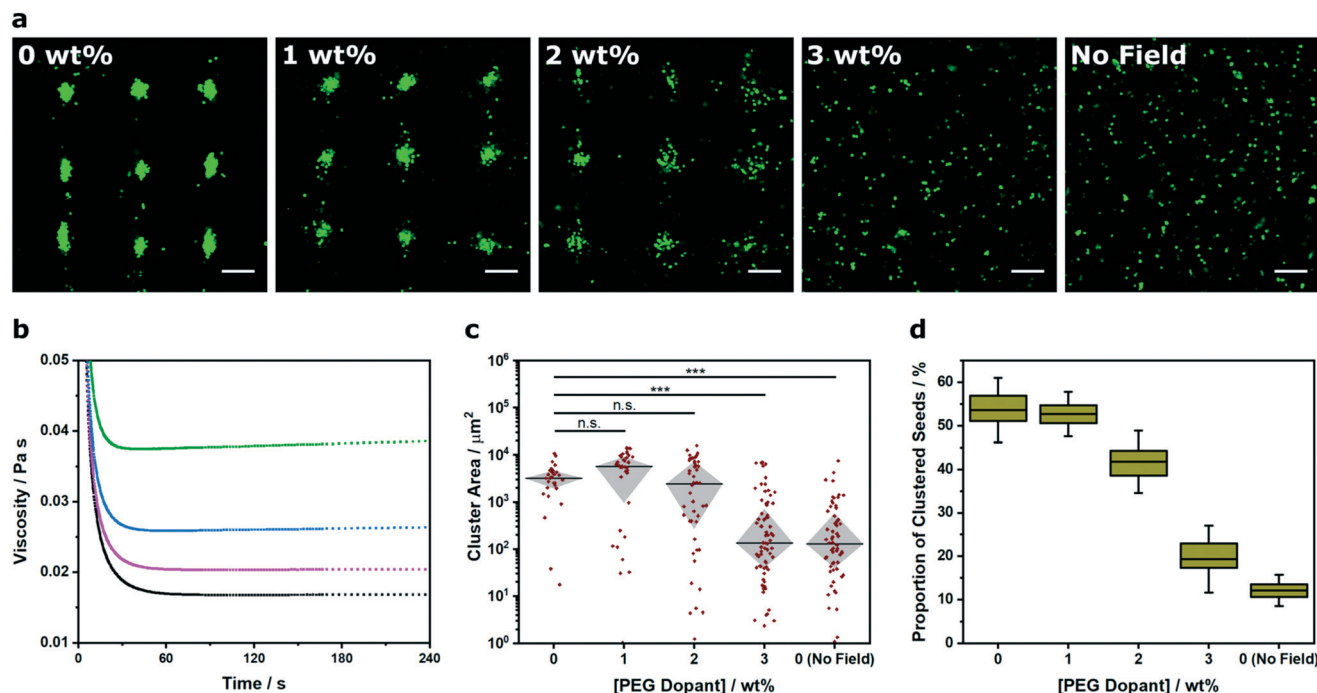 a
0 wt%
1 wt%
2 wt%
3 wt%
No Field
b
0.05
0.04
0.03
0.02
0.01
Viscosity / Pa s
0
60
120
180
240
Time / s
c
10⁶
10⁵
10⁴
10³
10²
10¹
10⁰
Cluster Area / μm²
***
***
n.s.
n.s.
0
1
2
3
0 (No Field)
[PEG Dopant] / wt%
d
60
50
40
30
20
10
0
Proportion of Clustered Seeds / %
0
1
2
3
0 (No Field)
[PEG Dopant] / wt%